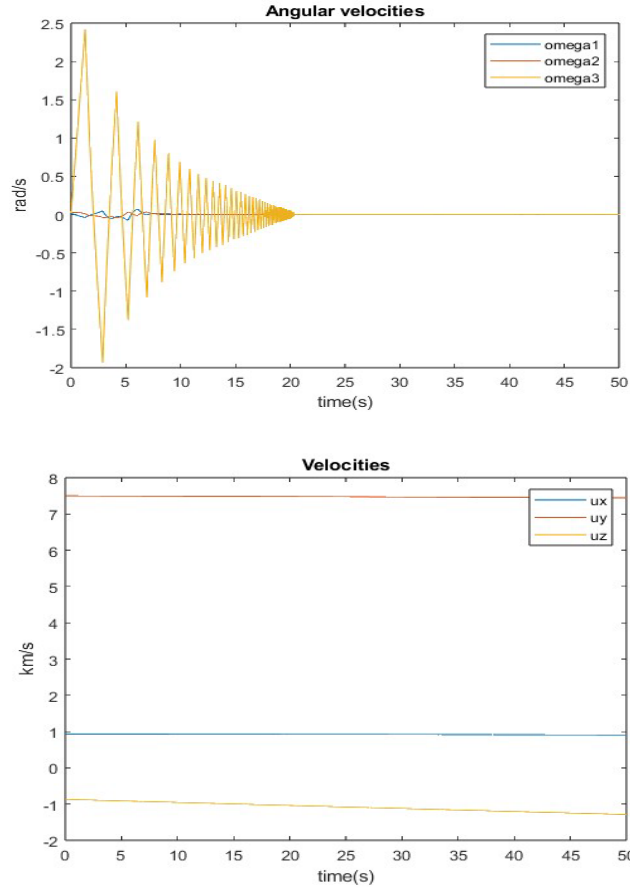 Angular velocities
2.5
2
1.5
1
0.5
0
-0.5
-1
-1.5
-2
rad/s
omega1
omega2
omega3
0 5 10 15 20 25 30 35 40 45 50
time(s)
Velocities
8
7
6
5
4
3
2
1
0
-1
-2
km/s
ux
uy
uz
0 5 10 15 20 25 30 35 40 45 50
time(s)